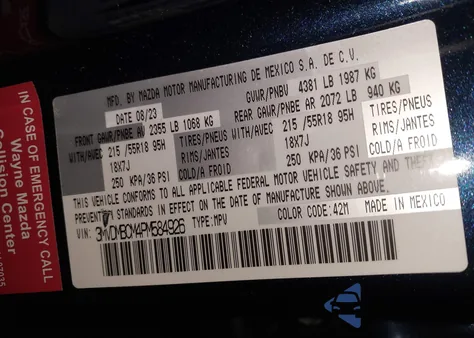 MFD. BY MAZDA MOTOR MANUFACTURING DE MEXICO S.A. DE C.V.
DATE 08/23
GVWR/PNBV 4381 LB 1987 KG
FRONT GAWR/PNBE AV 2355 LB 1068 KG
REAR GAWR/PNBE AR 2072 LB 940 KG
WITH/AVEC 215 /55R18 95H TIRES/PNEUS
WITH/AVEC 215 /55R18 95H TIRES/PNEUS
18X7J RIMS/JANTES
18X7J RIMS/JANTES
250 KPA/36 PSI COLD/A FROID
250 KPA/36 PSI COLD/A FROID
THIS VEHICLE CONFORMS TO ALL APPLICABLE FEDERAL MOTOR VEHICLE SAFETY AND THEFT
PREVENTION STANDARDS IN EFFECT ON THE DATE OF MANUFACTURE SHOWN ABOVE.
VIN: 3MVDMBCM4PM584926 TYPE:MPV
COLOR CODE:42M MADE IN MEXICO
IN CASE OF EMERGENCY CALL
Wayne Mazda
Collision Center
07035